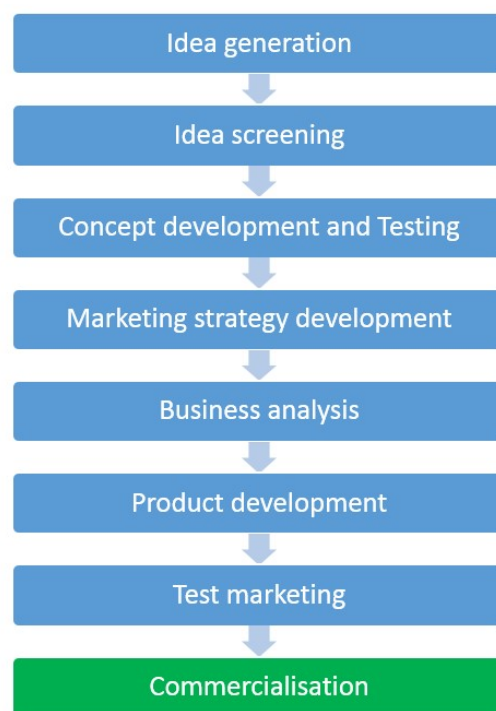 Idea generation
Idea screening
Concept development and Testing
Marketing strategy development
Business analysis
Product development
Test marketing
Commercialisation